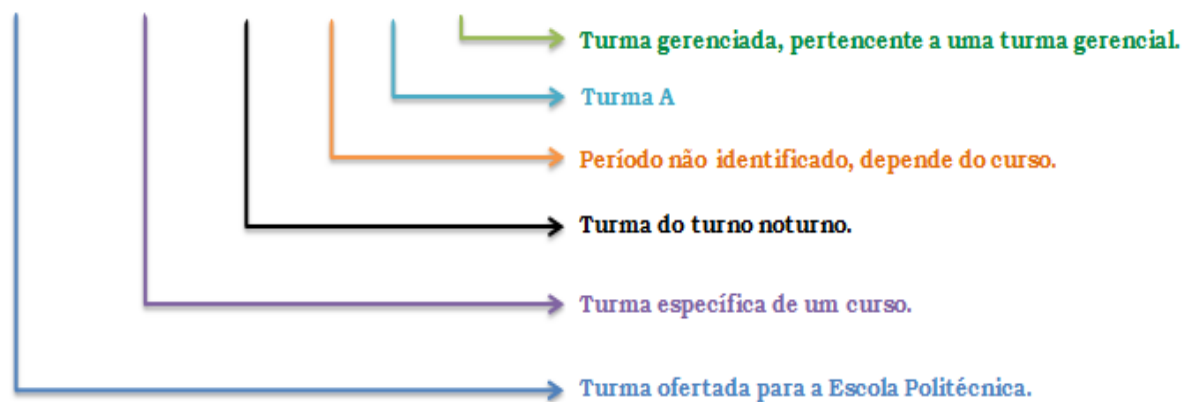 Turma gerenciada, pertencente a uma turma gerencial.
Turma A
Período não identificado, depende do curso.
Turma do turno noturno.
Turma específica de um curso.
Turma ofertada para a Escola Politécnica.